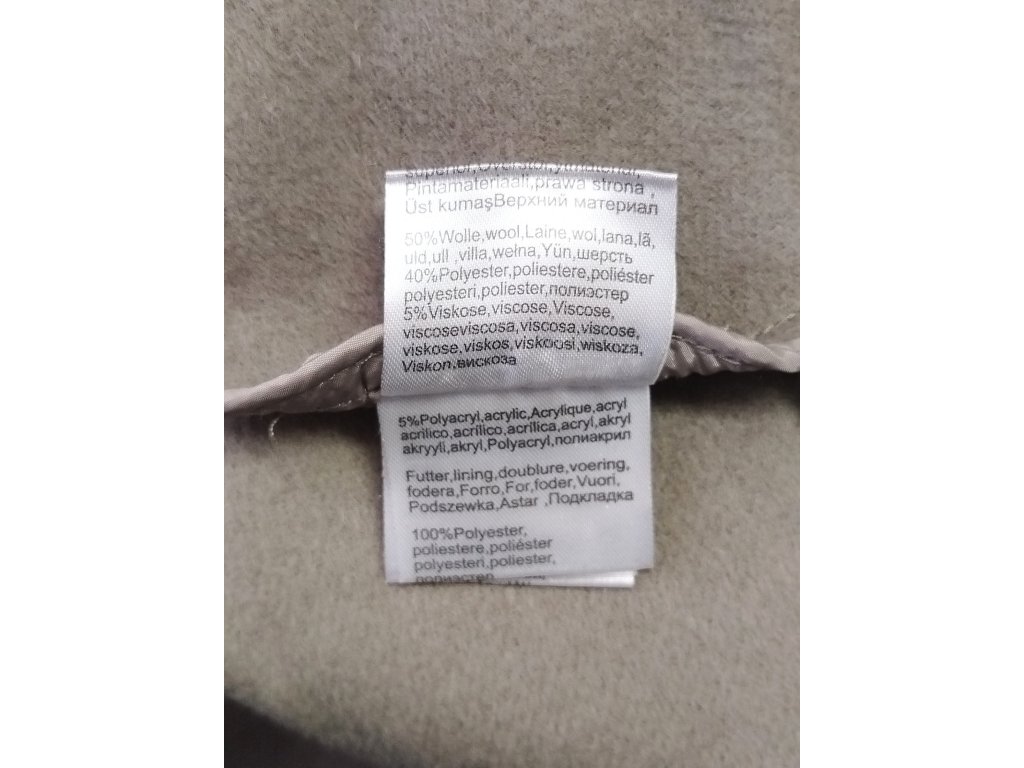 Pintamateriaali,prawa strona ,
Üst kumaşВерхний материал
50%Wolle,wool,Laine,wol,lana,lã,
uld,ull ,villa,wełna,Yün,шерсть
40%Polyester,poliestere,poliéster
polyesteri,poliester,полиэстер
5%Viskose,viscose,Viscose,
viscoseviscosa,viscosa,viscose,
viskose,viskos,viskoosi,wiskoza,
Viskon,вискоза
5%Polyacryl,acrylic,Acrylique,acryl
acrilico,acrílico,acrílica,acryl,akryl
akryyli,akryl,Polyacryl,полиакрил
Futter,lining,doublure,voering,
fodera,Forro,For,foder,Vuori,
Podszewka,Astar ,Подкладка
100%Polyester,
poliestere,poliéster
polyesteri,poliester,
полиэстер